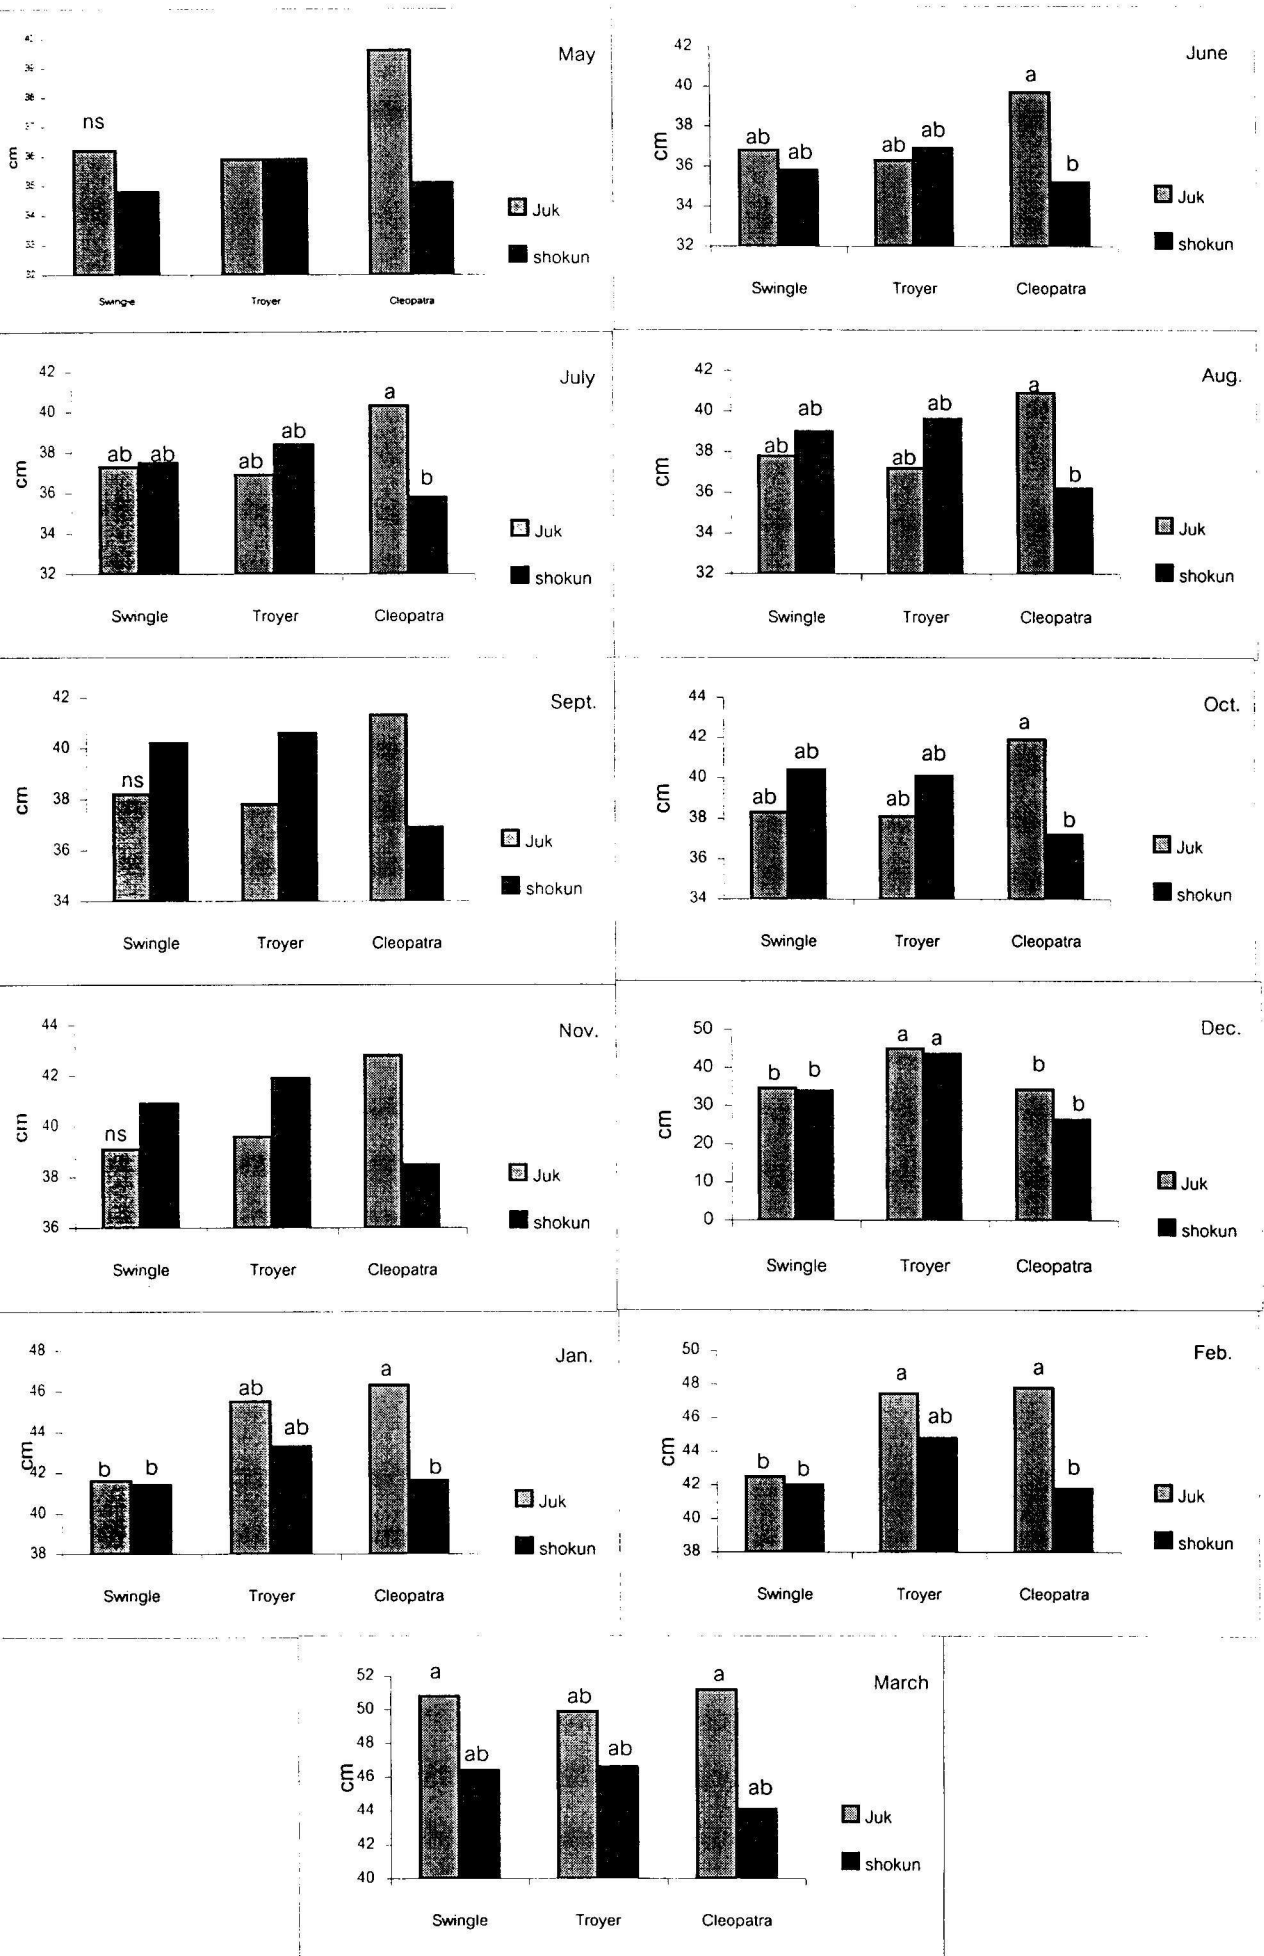 May
ns
36
35
34
cm
Juk
shokun
Swingle
Troyer
Cleopatra
June
42
40
38
36
34
32
cm
ab
ab
ab
ab
a
b
Juk
shokun
Swingle
Troyer
Cleopatra
July
42
40
38
36
34
32
cm
ab
ab
ab
ab
a
b
Juk
shokun
Swingle
Troyer
Cleopatra
Aug.
42
40
38
36
34
32
cm
ab
ab
ab
ab
a
b
Juk
shokun
Swingle
Troyer
Cleopatra
Sept.
42
40
38
36
34
cm
ns
Juk
shokun
Swingle
Troyer
Cleopatra
Oct.
44
42
40
38
36
34
cm
ab
ab
ab
ab
a
b
Juk
shokun
Swingle
Troyer
Cleopatra
Nov.
44
42
40
38
36
cm
ns
Juk
shokun
Swingle
Troyer
Cleopatra
Dec.
50
40
30
20
10
0
cm
b
b
a
a
b
b
Juk
shokun
Swingle
Troyer
Cleopatra
Jan.
48
46
44
42
40
38
cm
b
b
ab
ab
a
b
Juk
shokun
Swingle
Troyer
Cleopatra
Feb.
50
48
46
44
42
40
38
cm
b
b
a
ab
a
b
Juk
shokun
Swingle
Troyer
Cleopatra
March
52
50
48
46
44
42
40
cm
a
ab
ab
ab
a
ab
Juk
shokun
Swingle
Troyer
Cleopatra